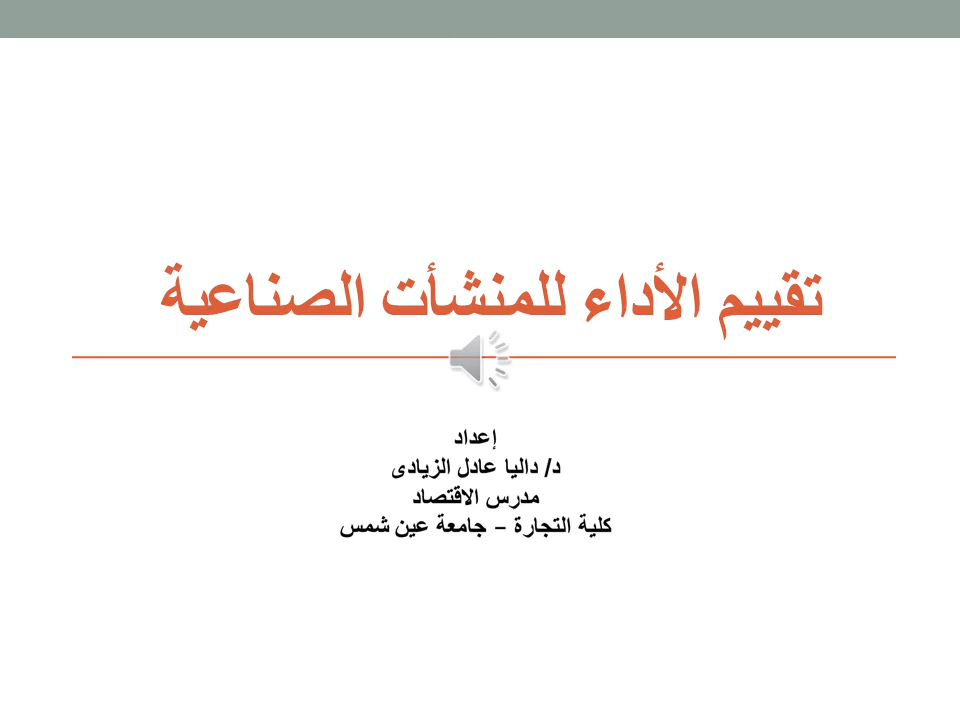 تقييم الأداء للمنشأت الصناعية
إعداد
د/ داليا عادل الزيادى
مدرس الاقتصاد
كلية التجارة – جامعة عين شمس